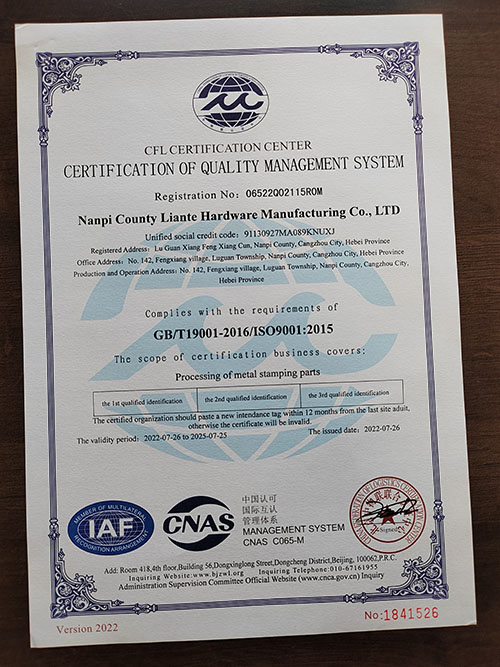 CFL CERTIFICATION CENTER
CERTIFICATION OF QUALITY MANAGEMENT SYSTEM
Registration No: 06522Q02115R0M
Nanpi County Liante Hardware Manufacturing Co., LTD
Unified social credit code: 91130927MA089KNUXJ
Registered Address: Lu Guan Xiang Feng Xiang Cun, Nanpi County, Cangzhou City, Hebei Province
Office Address: No. 142, Fengxiang village, Luguan Township, Nanpi County, Cangzhou City, Hebei Province
Production and Operation Address: No. 142, Fengxiang village, Luguan Township, Nanpi County, Cangzhou City,
Hebei Province
Complies with the requirements of
GB/T19001-2016/ISO9001:2015
The scope of certification business covers:
Processing of metal stamping parts
the 1st qualified identification
the 2nd qualified identification
the 3rd qualified identification
The certified organization should paste a new intendance tag within 12 months from the last site aduit,
otherwise the certificate will be invalid.
The validity period: 2022-07-26 to 2025-07-25
The issued date: 2022-07-26
MEMBER OF MULTILATERAL
IAF
RECOGNITION ARRANGEMENT
CNAS
中国认可
国际互认
管理体系
MANAGEMENT SYSTEM
CNAS C065-M
Signed
Add: Room 418,4th floor,Building 56,Dongxinglong Street,Dongcheng District,Beijing, 100062,P.R.C.
Inquiring Website:www.bjzwl.org Inquiring Telephone:010-67161955
Administration Supervision Committee Official Website (www.cnca.gov.cn) Inquiry
Version 2022
No:1841526